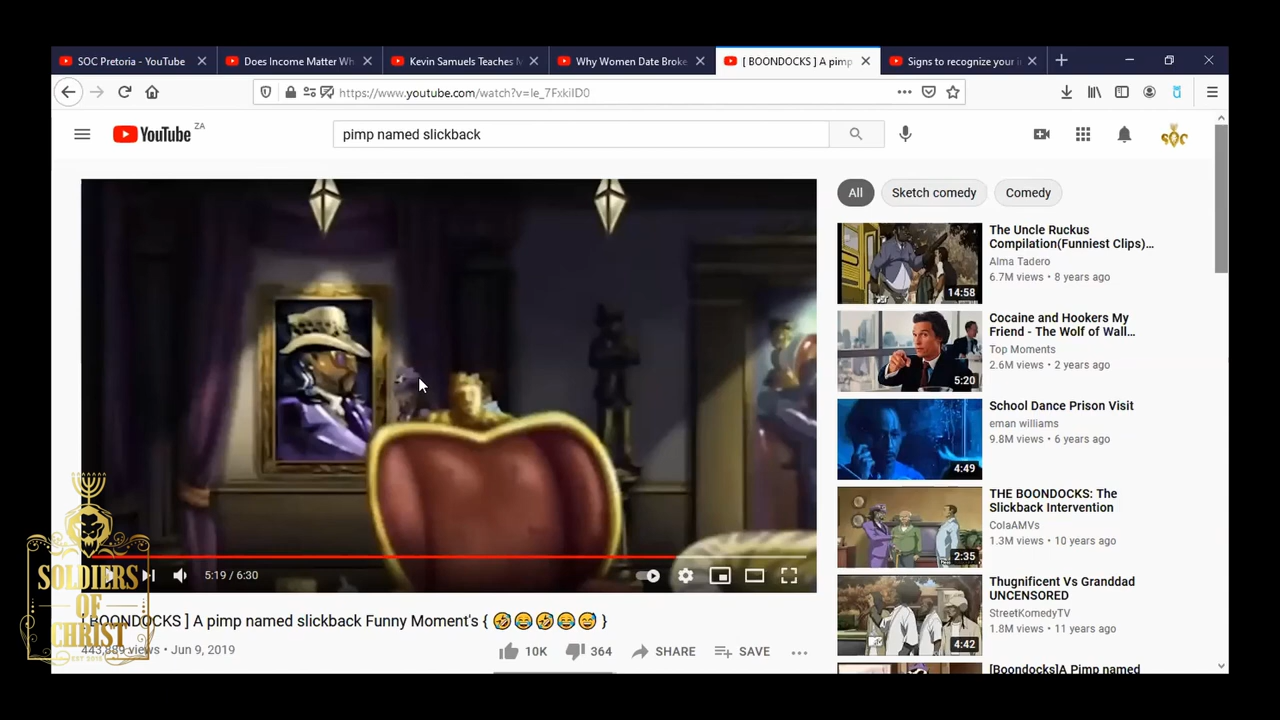 SOC Pretoria - YouTube
Does Income Matter Wh
Kevin Samuels Teaches M
Why Women Date Broke
[ BOONDOCKS ] A pimp
Signs to recognize your i
https://www.youtube.com/watch?v=Ie_7FxkiID0
YouTube ZA
pimp named slickback
SOC
All
Sketch comedy
Comedy
The Uncle Ruckus
Compilation(Funniest Clips)...
Alma Tadero
6.7M views • 8 years ago
14:58
Cocaine and Hookers My
Friend - The Wolf of Wall...
Top Moments
2.6M views • 2 years ago
5:20
School Dance Prison Visit
eman williams
9.8M views • 6 years ago
4:49
THE BOONDOCKS: The
Slickback Intervention
ColaAMVs
1.3M views • 10 years ago
2:35
Thugnificent Vs Granddad
UNCENSORED
StreetKomedyTV
1.8M views • 11 years ago
4:42
[Boondocks]A Pimp named
5:19 / 6:30
SOLDIERS
OF
CHRIST
[ BOONDOCKS ] A pimp named slickback Funny Moment's { 🤣😂🤣😂😅 }
443,889 views • Jun 9, 2019
10K
364
SHARE
SAVE